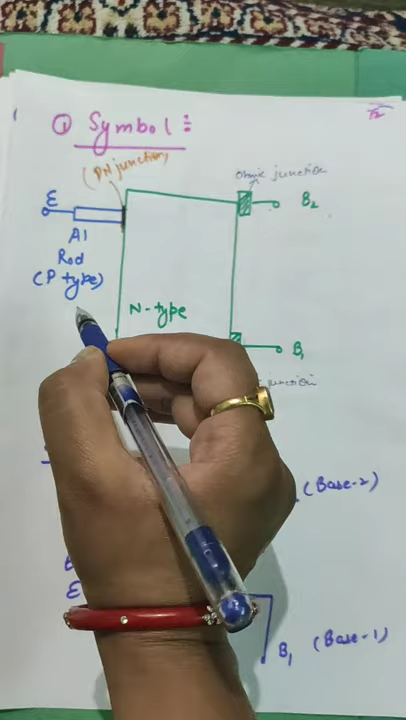 ① Symbol :
(PN junction)
Ohmic junction
E
B₂
Al
Rod
(P type)
N-type
B₁
junction
(Base-2)
E
B₁ (Base-1)